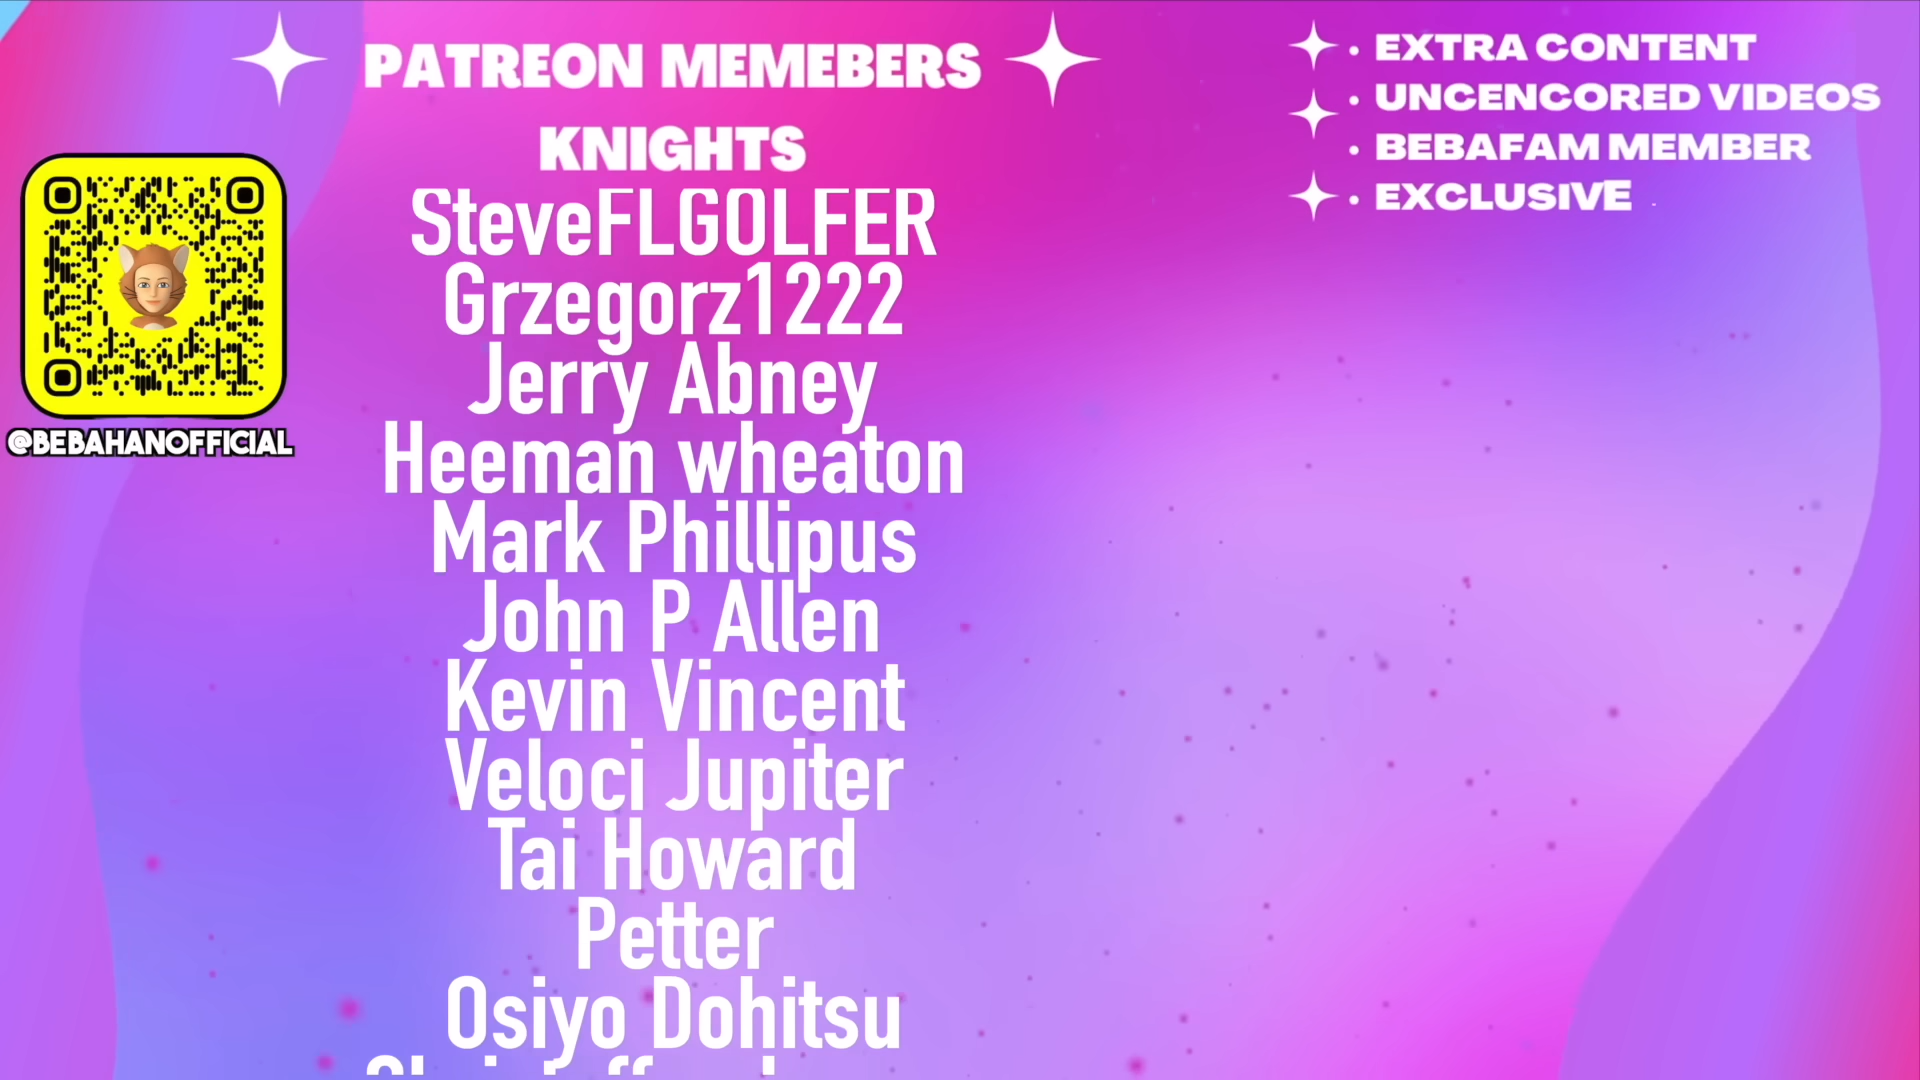 PATREON MEMEBERS
KNIGHTS
SteveFLGOLFER
Grzegorz1222
Jerry Abney
Heeman wheaton
Mark Phillipus
John P Allen
Kevin Vincent
Veloci Jupiter
Tai Howard
Petter
Osiyo Dohitsu
@BEBAHANOFFICIAL
• EXTRA CONTENT
• UNCENCORED VIDEOS
• BEBAFAM MEMBER
• EXCLUSIVE